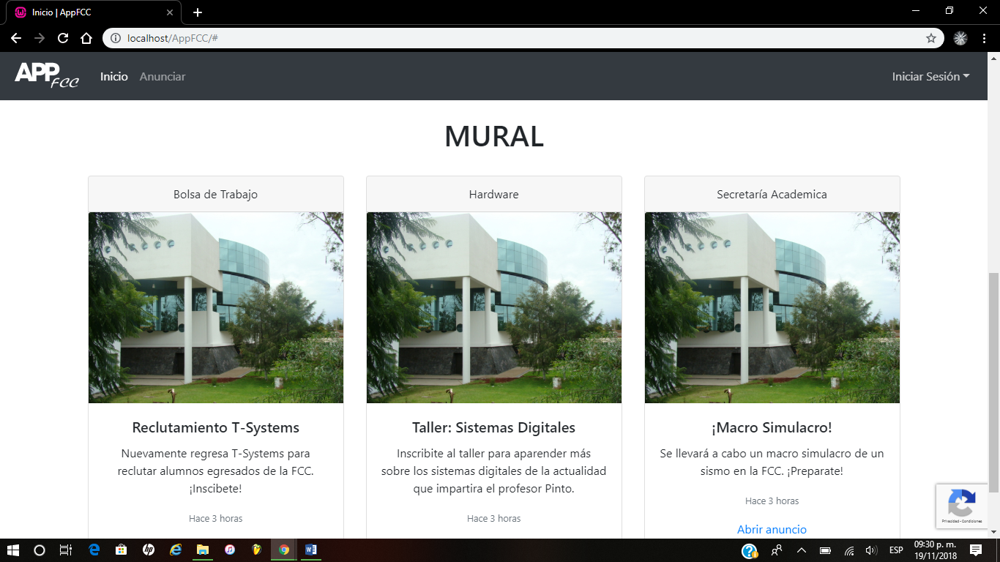 Inicio | AppFCC
localhost/AppFCC/#
APP FCC
Inicio Anunciar
Iniciar Sesión
MURAL
Bolsa de Trabajo
Hardware
Secretaría Academica
Reclutamiento T-Systems
Nuevamente regresa T-Systems para
reclutar alumnos egresados de la FCC.
¡Inscibete!
Hace 3 horas
Taller: Sistemas Digitales
Inscribite al taller para aparender más
sobre los sistemas digitales de la actualidad
que impartira el profesor Pinto.
Hace 3 horas
¡Macro Simulacro!
Se llevará a cabo un macro simulacro de un
sismo en la FCC. ¡Preparate!
Hace 3 horas
Abrir anuncio
Privacidad - Condiciones
ESP
09:30 p. m.
19/11/2018